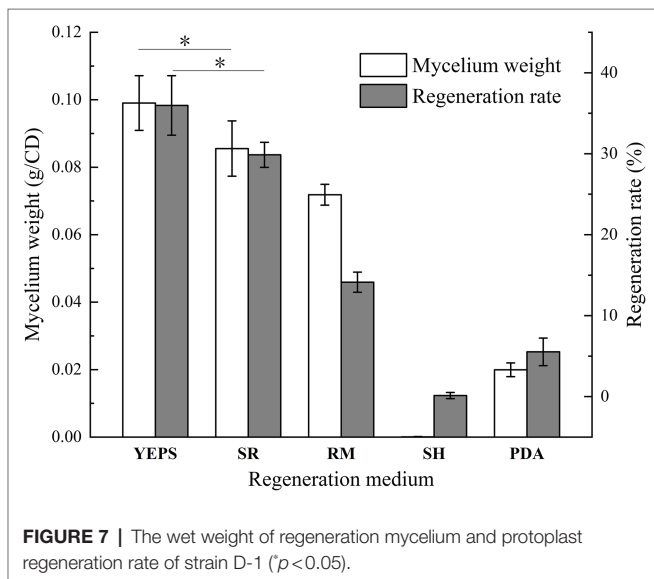 0.12
0.10
0.08
0.06
0.04
0.02
0.00
Mycelium weight (g/CD)
* 
*
Mycelium weight
Regeneration rate
40
30
20
10
0
Regeneration rate (%)
YEPS SR RM SH PDA
Regeneration medium
FIGURE 7 | The wet weight of regeneration mycelium and protoplast
regeneration rate of strain D-1 (*p<0.05).